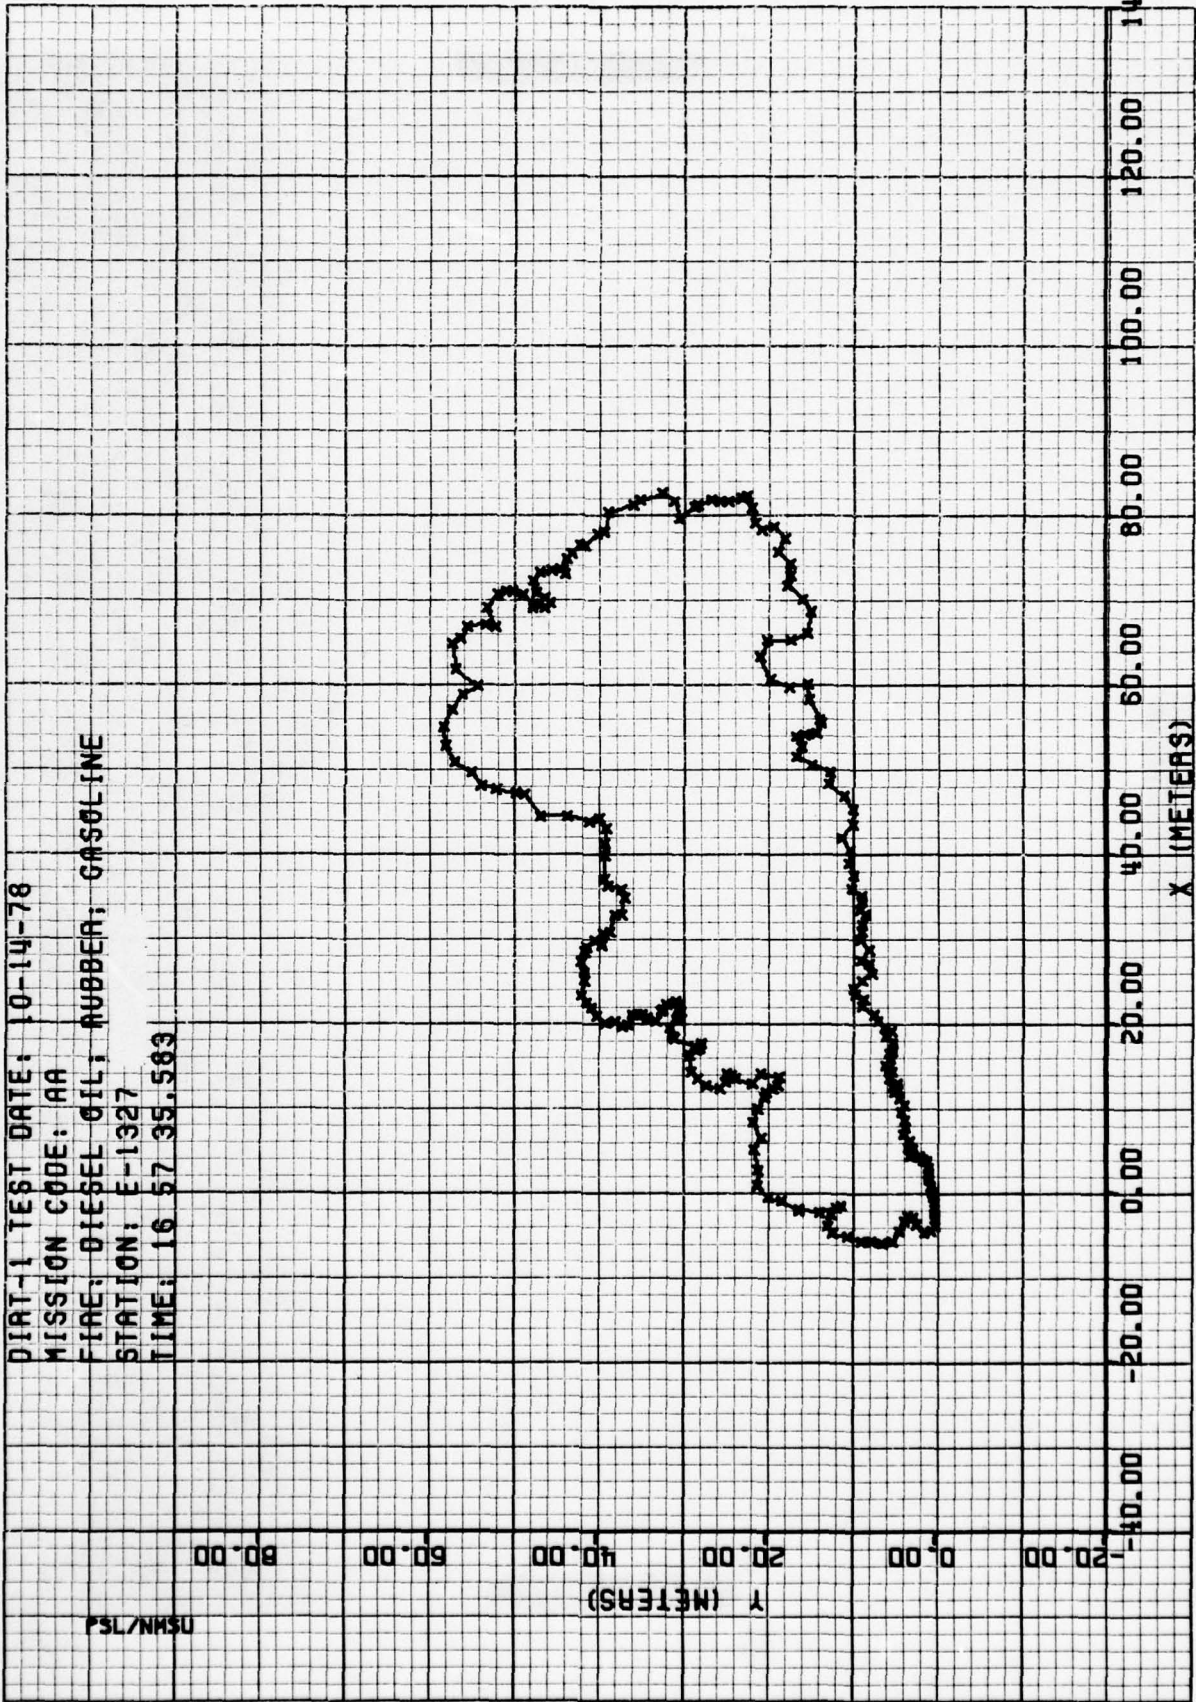 DIRT-1 TEST DATE: 10-14-78
MISSION CODE: AA
FIRE: DIESEL OIL; RUBBER; GASOLINE
STATION: E-1327
TIME: 16 57 35.583
PSL/NMSU
Y (METERS)
80.00
60.00
40.00
20.00
0.00
-20.00
-40.00
-20.00
0.00
20.00
40.00
60.00
80.00
100.00
120.00
14
X (METERS)